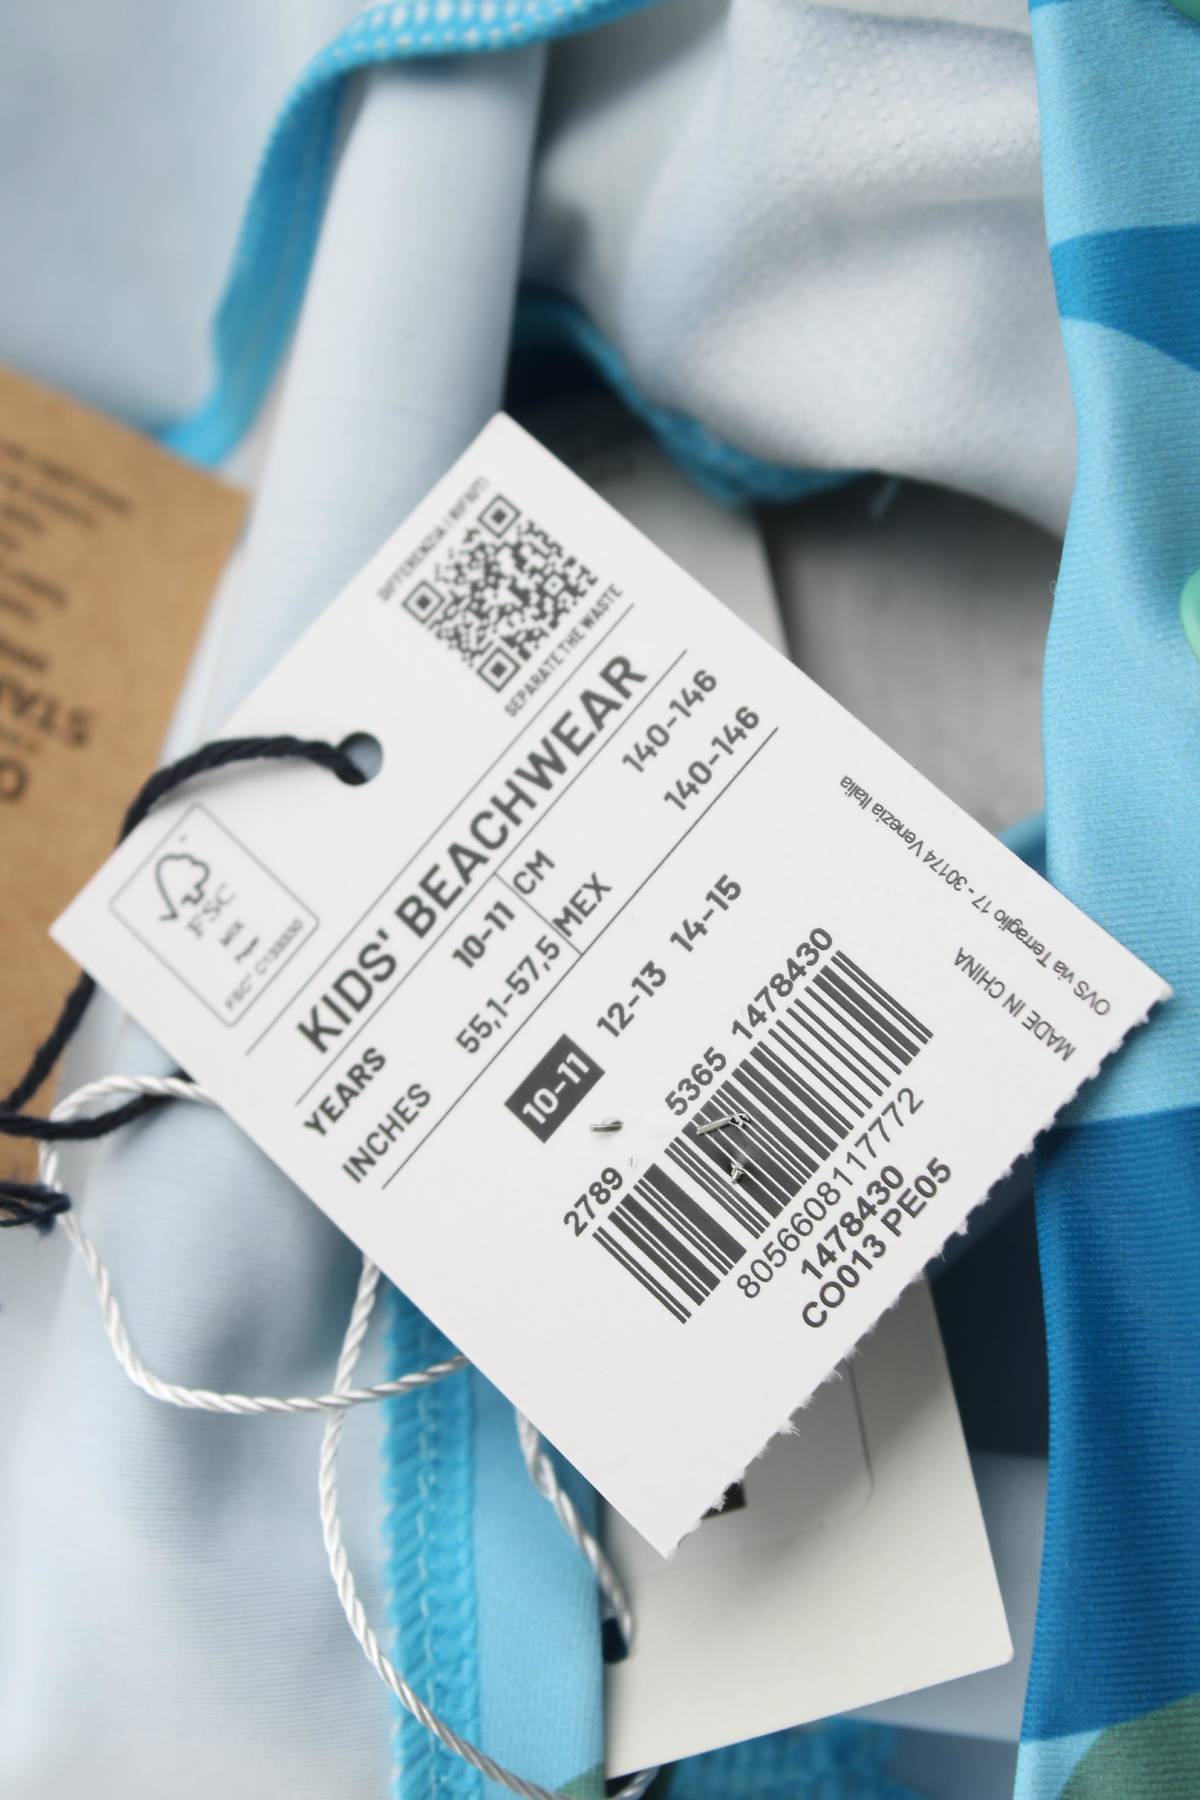 DIFFERENZIA I RIFIUTI
SEPARATE THE WASTE
FSC
MIX
Paper
FSC® C133330
KIDS' BEACHWEAR
YEARS 10-11 CM 140-146
INCHES 55,1-57,5 MEX 140-146
10-11 12-13 14-15
2789 5365 1478430
8056608117772
1478430
CO013 PE05
MADE IN CHINA
OVS via Terraglio 17 - 30174 Venezia Italia